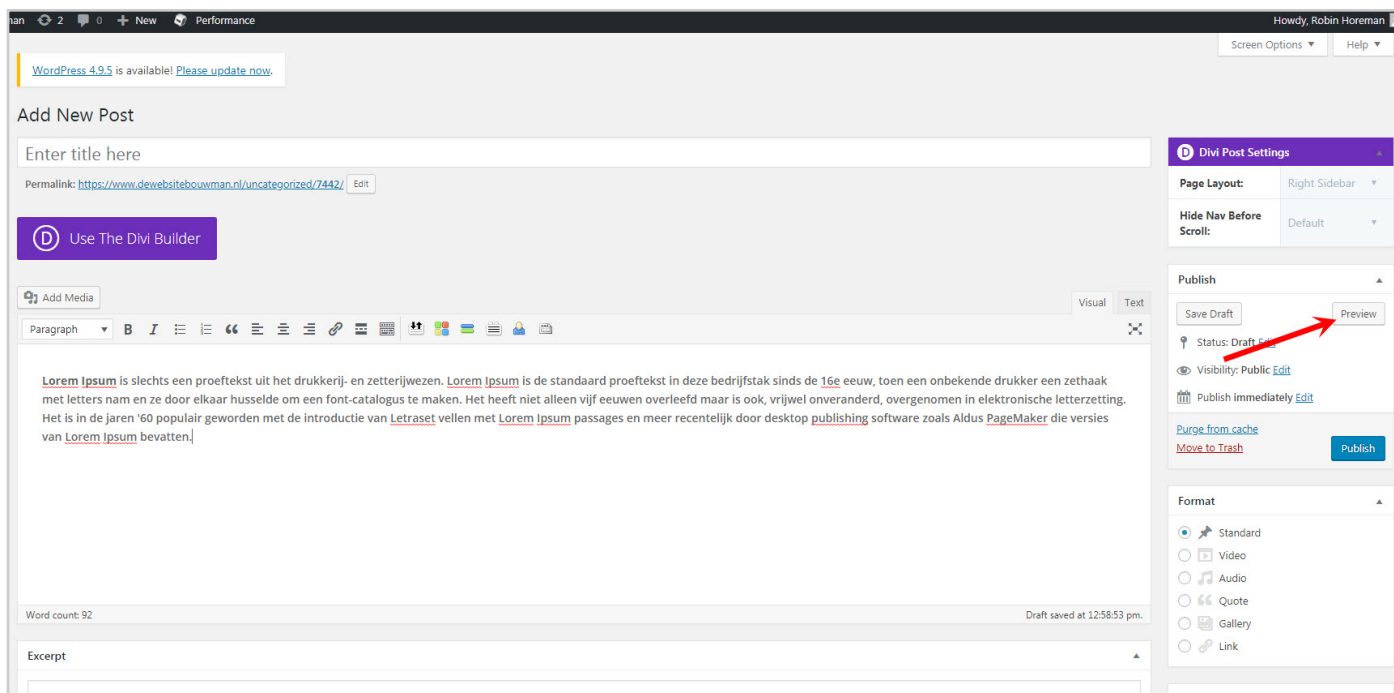 man 2 0 New Performance Howdy, Robin Horeman
Screen Options Help
WordPress 4.9.5 is available! Please update now.
Add New Post
Enter title here
Permalink: https://www.dewebsitebouwman.nl/uncategorized/7442/ Edit
D Use The Divi Builder
Add Media
Visual Text
Paragraph B I
Lorem Ipsum is slechts een proeftekst uit het drukkerij- en zetterijwezen. Lorem Ipsum is de standaard proeftekst in deze bedrijfstak sinds de 16e eeuw, toen een onbekende drukker een zethaak
met letters nam en ze door elkaar husselde om een font-catalogus te maken. Het heeft niet alleen vijf eeuwen overleefd maar is ook, vrijwel onveranderd, overgenomen in elektronische letterzetting.
Het is in de jaren '60 populair geworden met de introductie van Letraset vellen met Lorem Ipsum passages en meer recentelijk door desktop publishing software zoals Aldus PageMaker die versies
van Lorem Ipsum bevatten.
Word count: 92 Draft saved at 12:58:53 pm.
Excerpt
D Divi Post Settings
Page Layout: Right Sidebar
Hide Nav Before
Scroll:
Default
Publish
Save Draft Preview
Status: Draft Edit
Visibility: Public Edit
Publish immediately Edit
Purge from cache
Move to Trash Publish
Format
Standard
Video
Audio
Quote
Gallery
Link